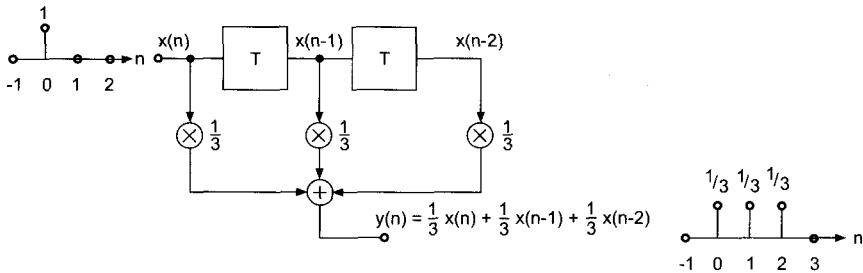 1
n
-1 0 1 2
x(n)
T
x(n-1)
T
x(n-2)
1/3
1/3
1/3
y(n) = 1/3 x(n) + 1/3 x(n-1) + 1/3 x(n-2)
1/3 1/3 1/3
n
-1 0 1 2 3